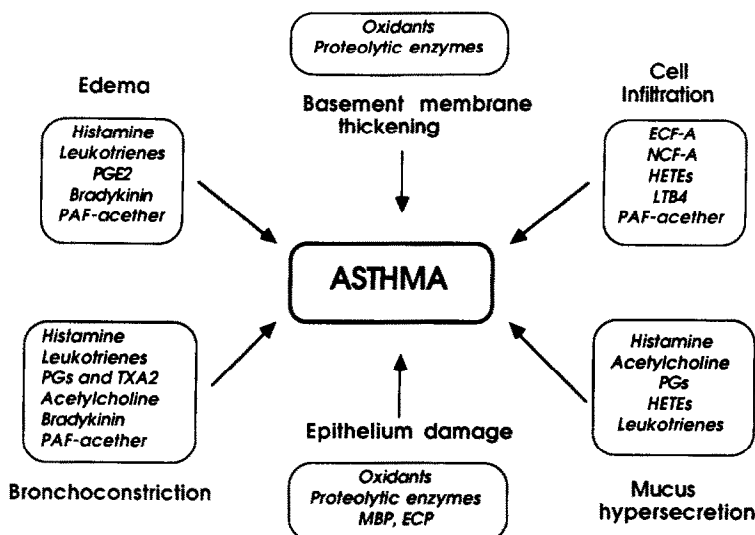 Oxidants
Proteolytic enzymes
Basement membrane
thickening
Edema
Histamine
Leukotrienes
PGE2
Bradykinin
PAF-acether
Cell
Infiltration
ECF-A
NCF-A
HETEs
LTB4
PAF-acether
ASTHMA
Histamine
Leukotrienes
PGs and TXA2
Acetylcholine
Bradykinin
PAF-acether
Bronchoconstriction
Epithelium damage
Oxidants
Proteolytic enzymes
MBP, ECP
Histamine
Acetylcholine
PGs
HETEs
Leukotrienes
Mucus
hypersecretion